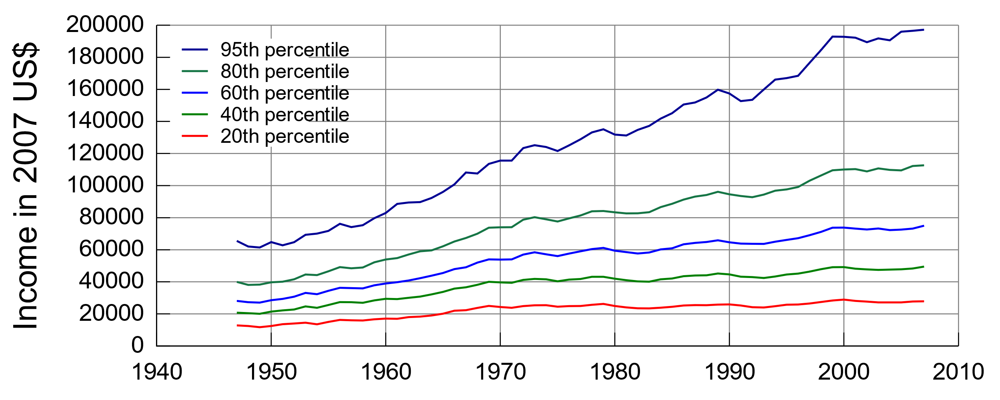 Income in 2007 US$
200000
180000
160000
140000
120000
100000
80000
60000
40000
20000
0
95th percentile
80th percentile
60th percentile
40th percentile
20th percentile
1940 1950 1960 1970 1980 1990 2000 2010